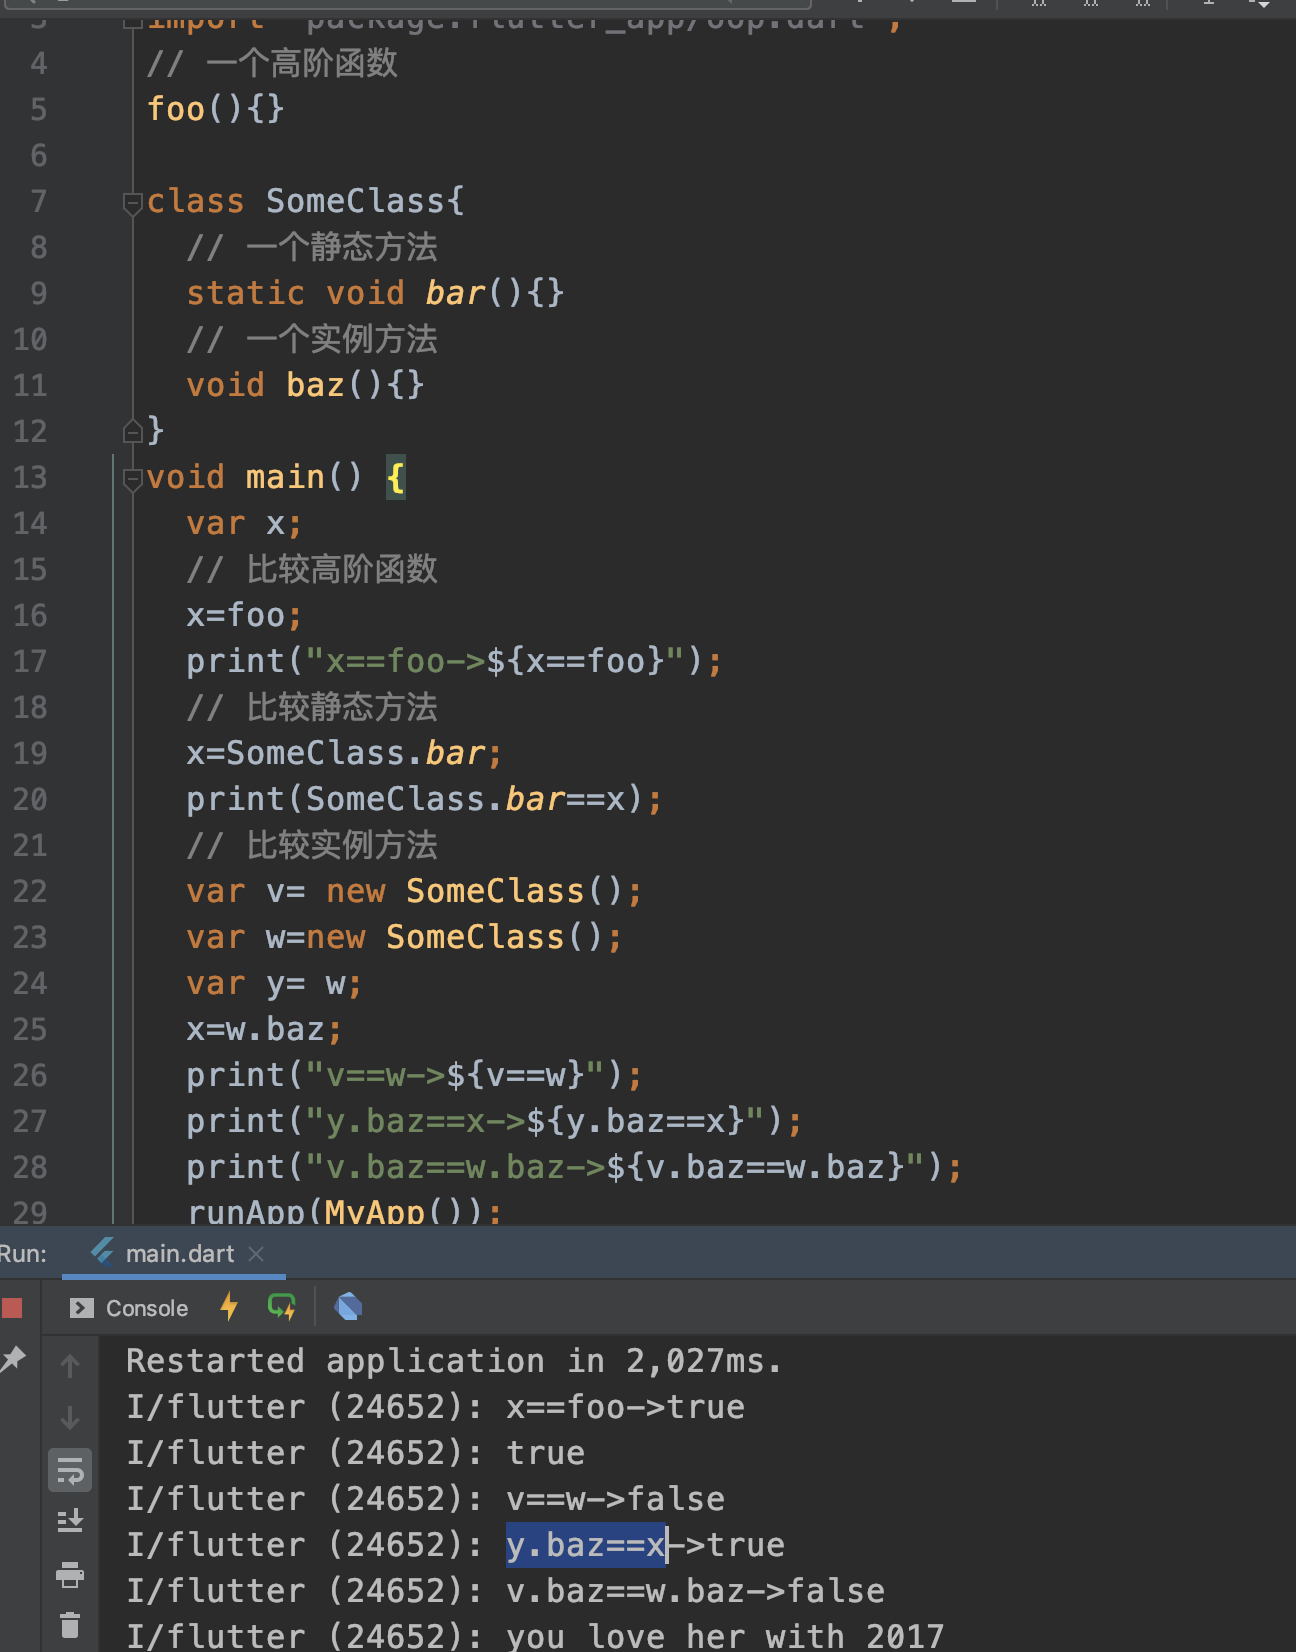 3 import 'package:flutter_app/oop.dart';
4 // 一个高阶函数
5 foo(){}
6
7 class SomeClass{
8 // 一个静态方法
9 static void bar(){}
10 // 一个实例方法
11 void baz(){}
12 }
13 void main() {
14 var x;
15 // 比较高阶函数
16 x=foo;
17 print("x==foo->${x==foo}");
18 // 比较静态方法
19 x=SomeClass.bar;
20 print(SomeClass.bar==x);
21 // 比较实例方法
22 var v= new SomeClass();
23 var w=new SomeClass();
24 var y= w;
25 x=w.baz;
26 print("v==w->${v==w}");
27 print("y.baz==x->${y.baz==x}");
28 print("v.baz==w.baz->${v.baz==w.baz}");
29 runApp(MyApp());
Run: main.dart
Console
Restarted application in 2,027ms.
I/flutter (24652): x==foo->true
I/flutter (24652): true
I/flutter (24652): v==w->false
I/flutter (24652): y.baz==x->true
I/flutter (24652): v.baz==w.baz->false
I/flutter (24652): you love her with 2017